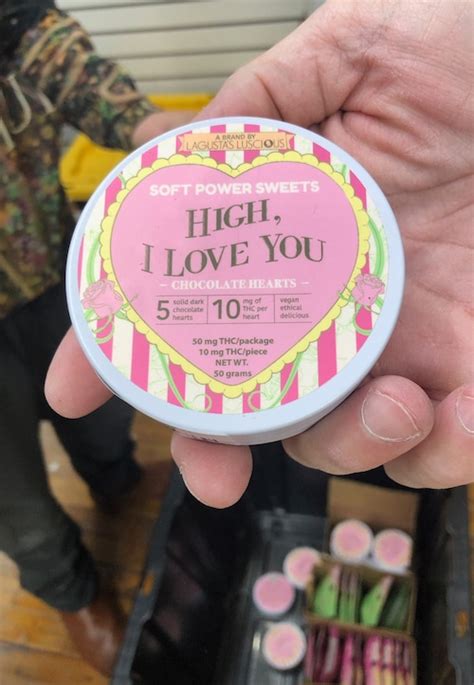 A BRAND BY
LAGUSTA'S LUSCIOUS
SOFT POWER SWEETS
HIGH,
I LOVE YOU
- CHOCOLATE HEARTS -
5 solid dark chocolate hearts | 10 mg of THC per heart | vegan ethical delicious
50 mg THC/package
10 mg THC/piece
NET WT.
50 grams